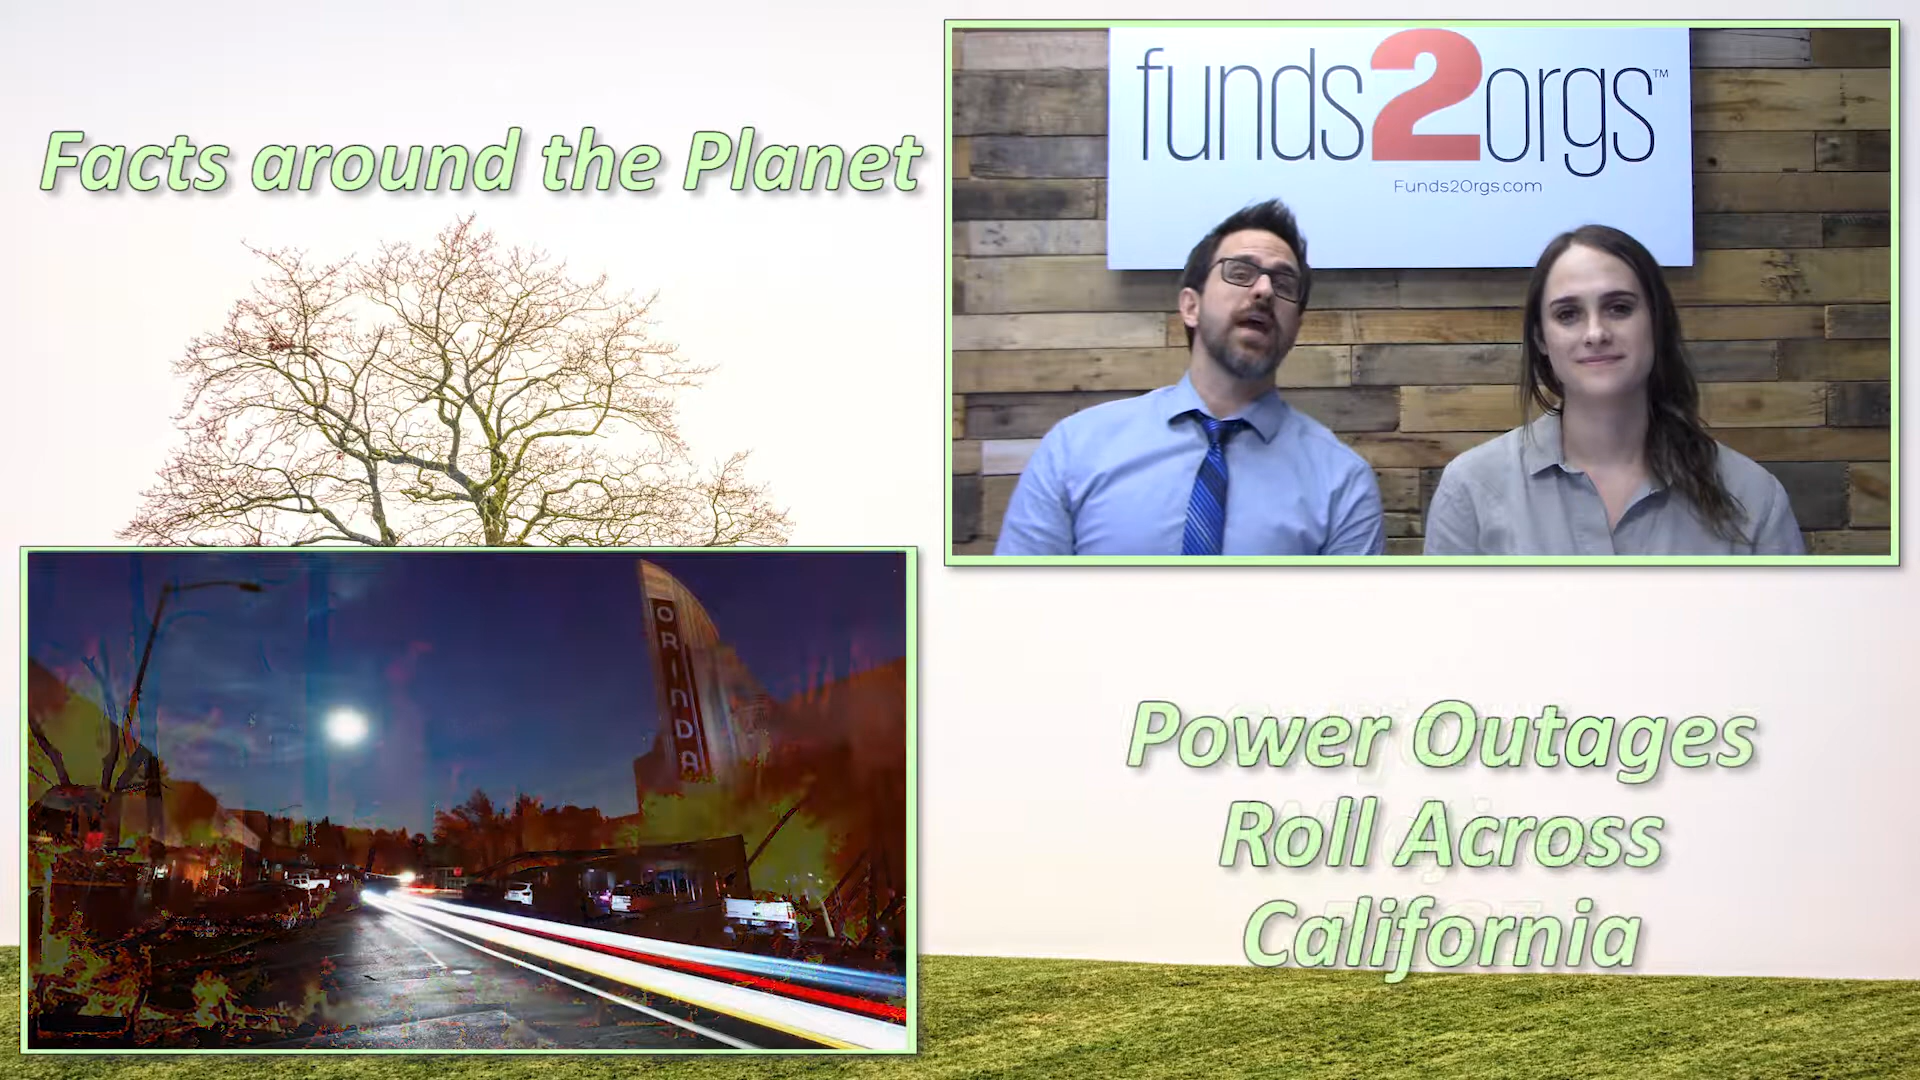 Facts around the Planet
funds2orgs™
Funds2Orgs.com
ORINDA
Power Outages
Roll Across
California